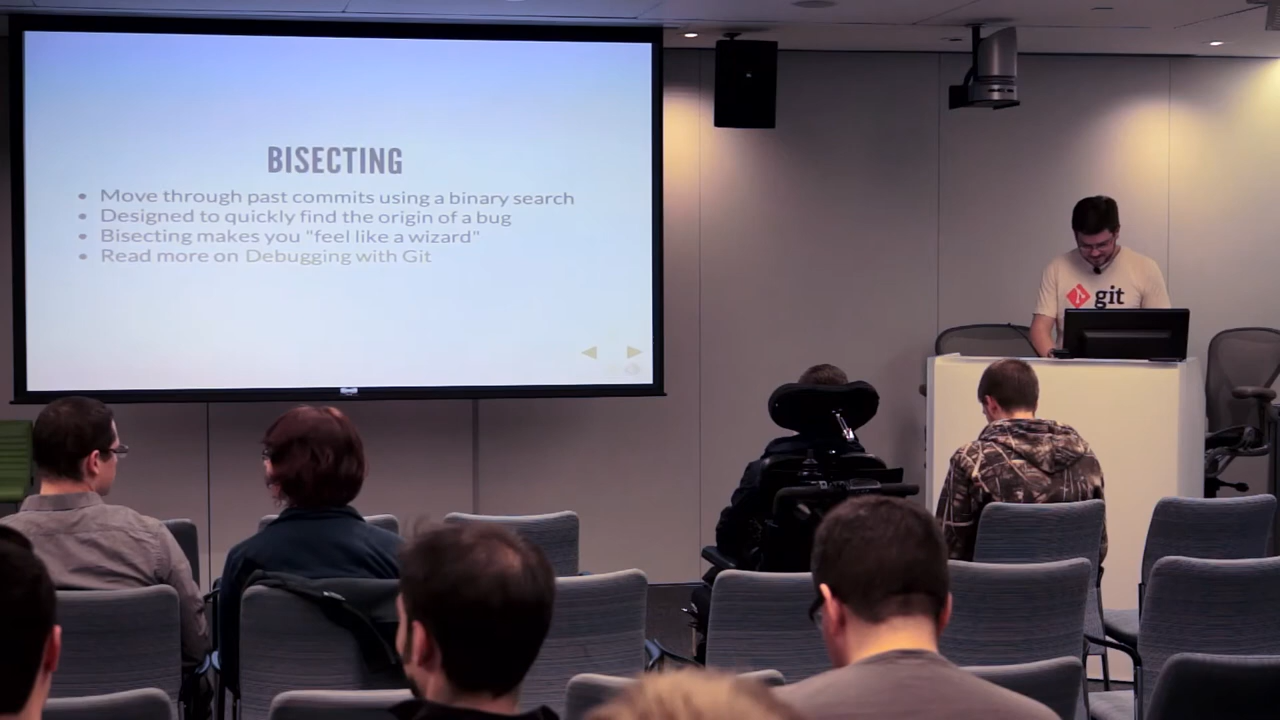 BISECTING
Move through past commits using a binary search
Designed to quickly find the origin of a bug
Bisecting makes you "feel like a wizard"
Read more on Debugging with Git
git